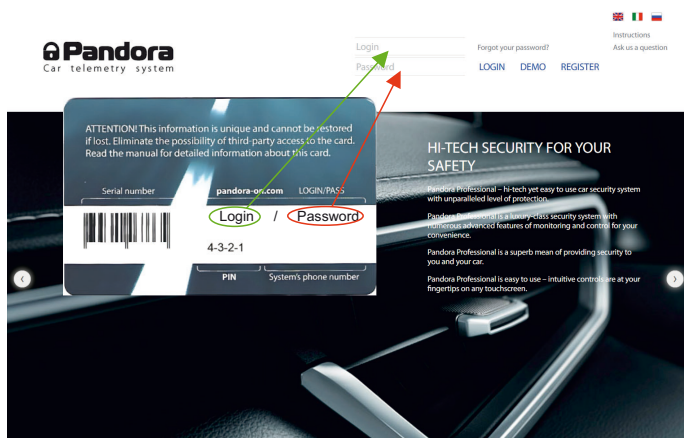 Pandora
Car telemetry system
Login
Password
Forgot your password?
LOGIN DEMO REGISTER
Instructions
Ask us a question
ATTENTION! This information is unique and cannot be restored
if lost. Eliminate the possibility of third-party access to the card.
Read the manual for detailed information about this card.
Serial number pandora-on.com LOGIN/PASS
Login / Password
4-3-2-1
PIN System's phone number
HI-TECH SECURITY FOR YOUR
SAFETY
Pandora Professional – hi-tech yet easy to use car security system
with unparalleled level of protection.
Pandora Professional is a luxury-class security system with
numerous advanced features of monitoring and control for your
convenience.
Pandora Professional is a superb mean of providing security to
you and your car.
Pandora Professional is easy to use – intuitive controls are at your
fingertips on any touchscreen.